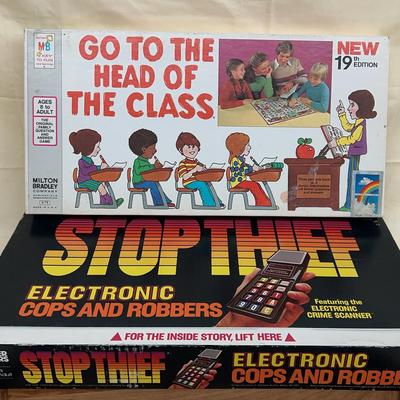 MB
GO TO THE
HEAD OF
THE CLASS
NEW
19th EDITION
AGES
8 to
ADULT
THE
ORIGINAL
FAMILY
QUESTION
AND
ANSWER
GAME
MILTON
BRADLEY
COMPANY
STOP THIEF
ELECTRONIC
COPS AND ROBBERS
Featuring the
ELECTRONIC
CRIME SCANNER
FOR THE INSIDE STORY, LIFT HERE
STOP THIEF
ELECTRONIC
COPS AND ROBBE